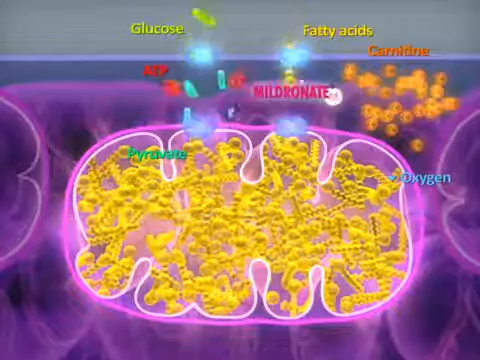 Glucose
Fatty acids
Carnitine
ATP
MILDRONATE
Pyruvate
Oxygen